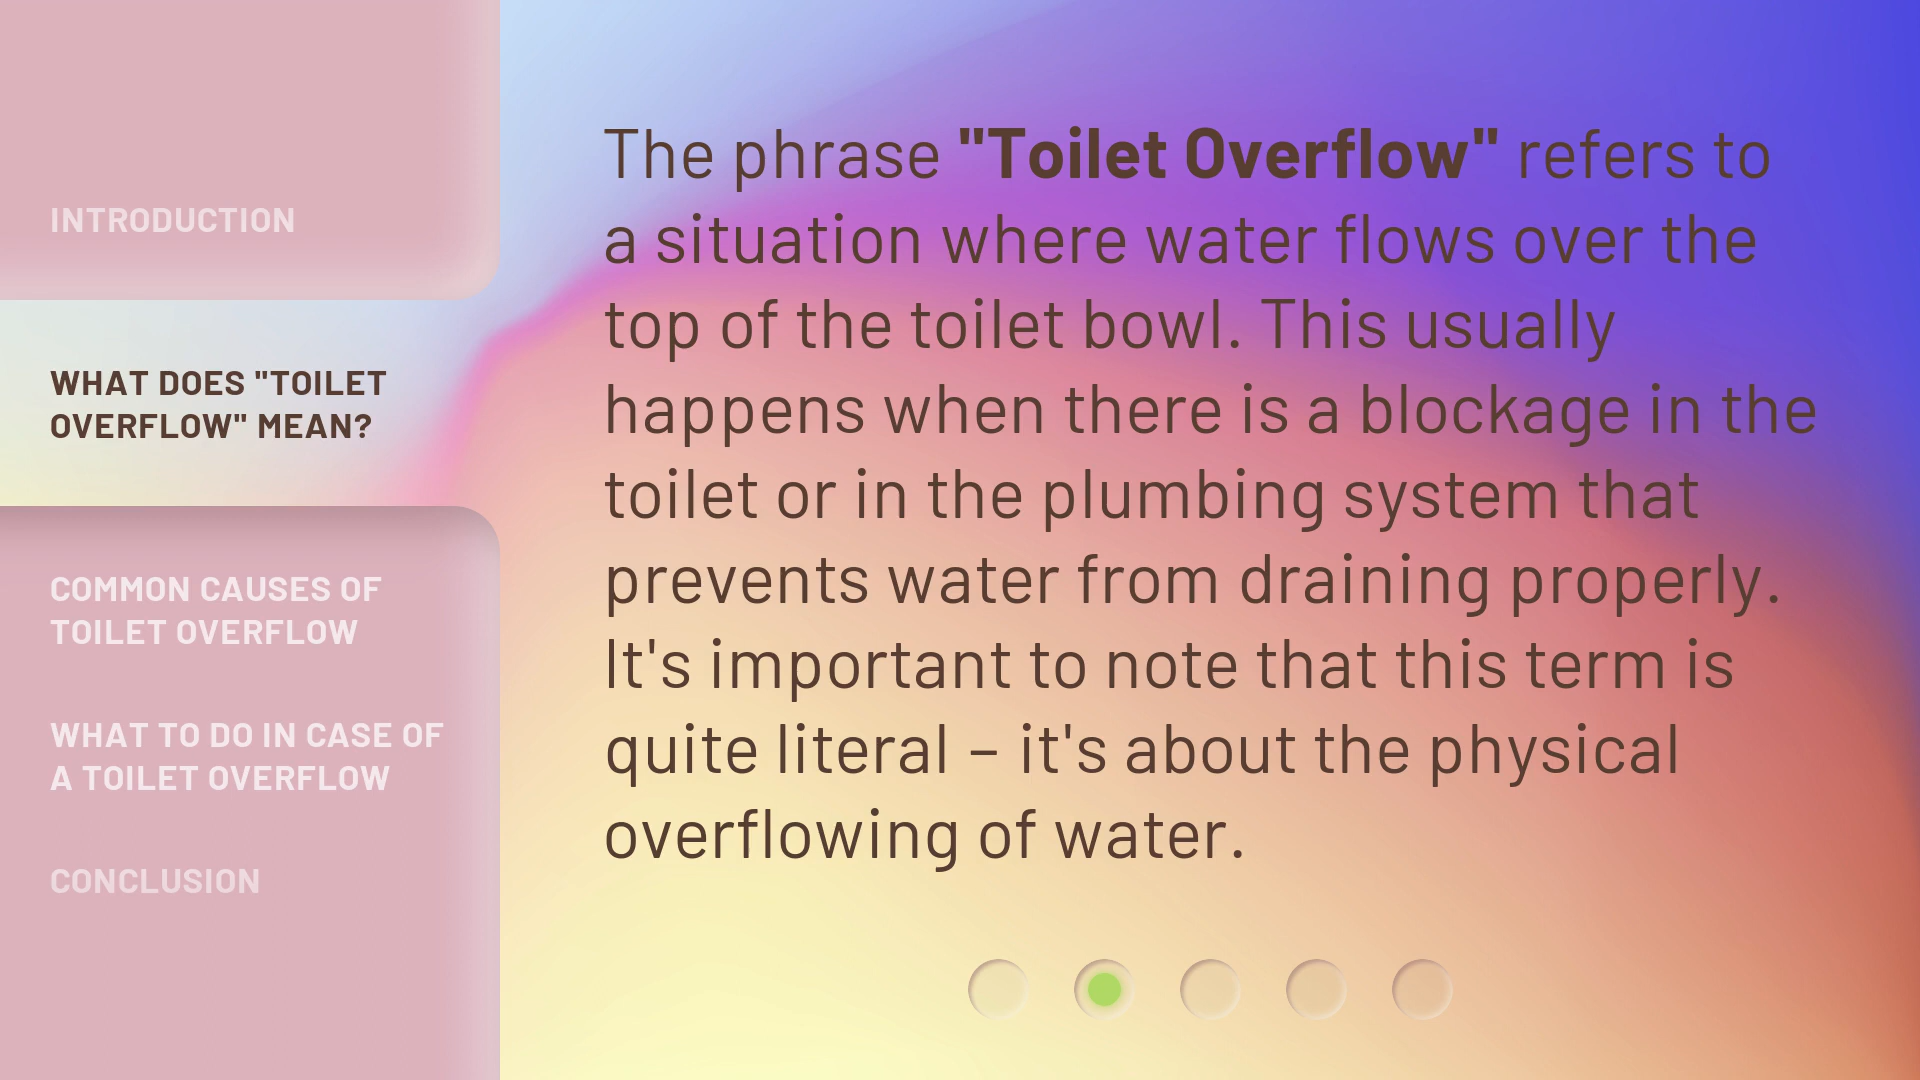 INTRODUCTION
WHAT DOES "TOILET
OVERFLOW" MEAN?
COMMON CAUSES OF
TOILET OVERFLOW
WHAT TO DO IN CASE OF
A TOILET OVERFLOW
CONCLUSION
The phrase "Toilet Overflow" refers to
a situation where water flows over the
top of the toilet bowl. This usually
happens when there is a blockage in the
toilet or in the plumbing system that
prevents water from draining properly.
It's important to note that this term is
quite literal – it's about the physical
overflowing of water.